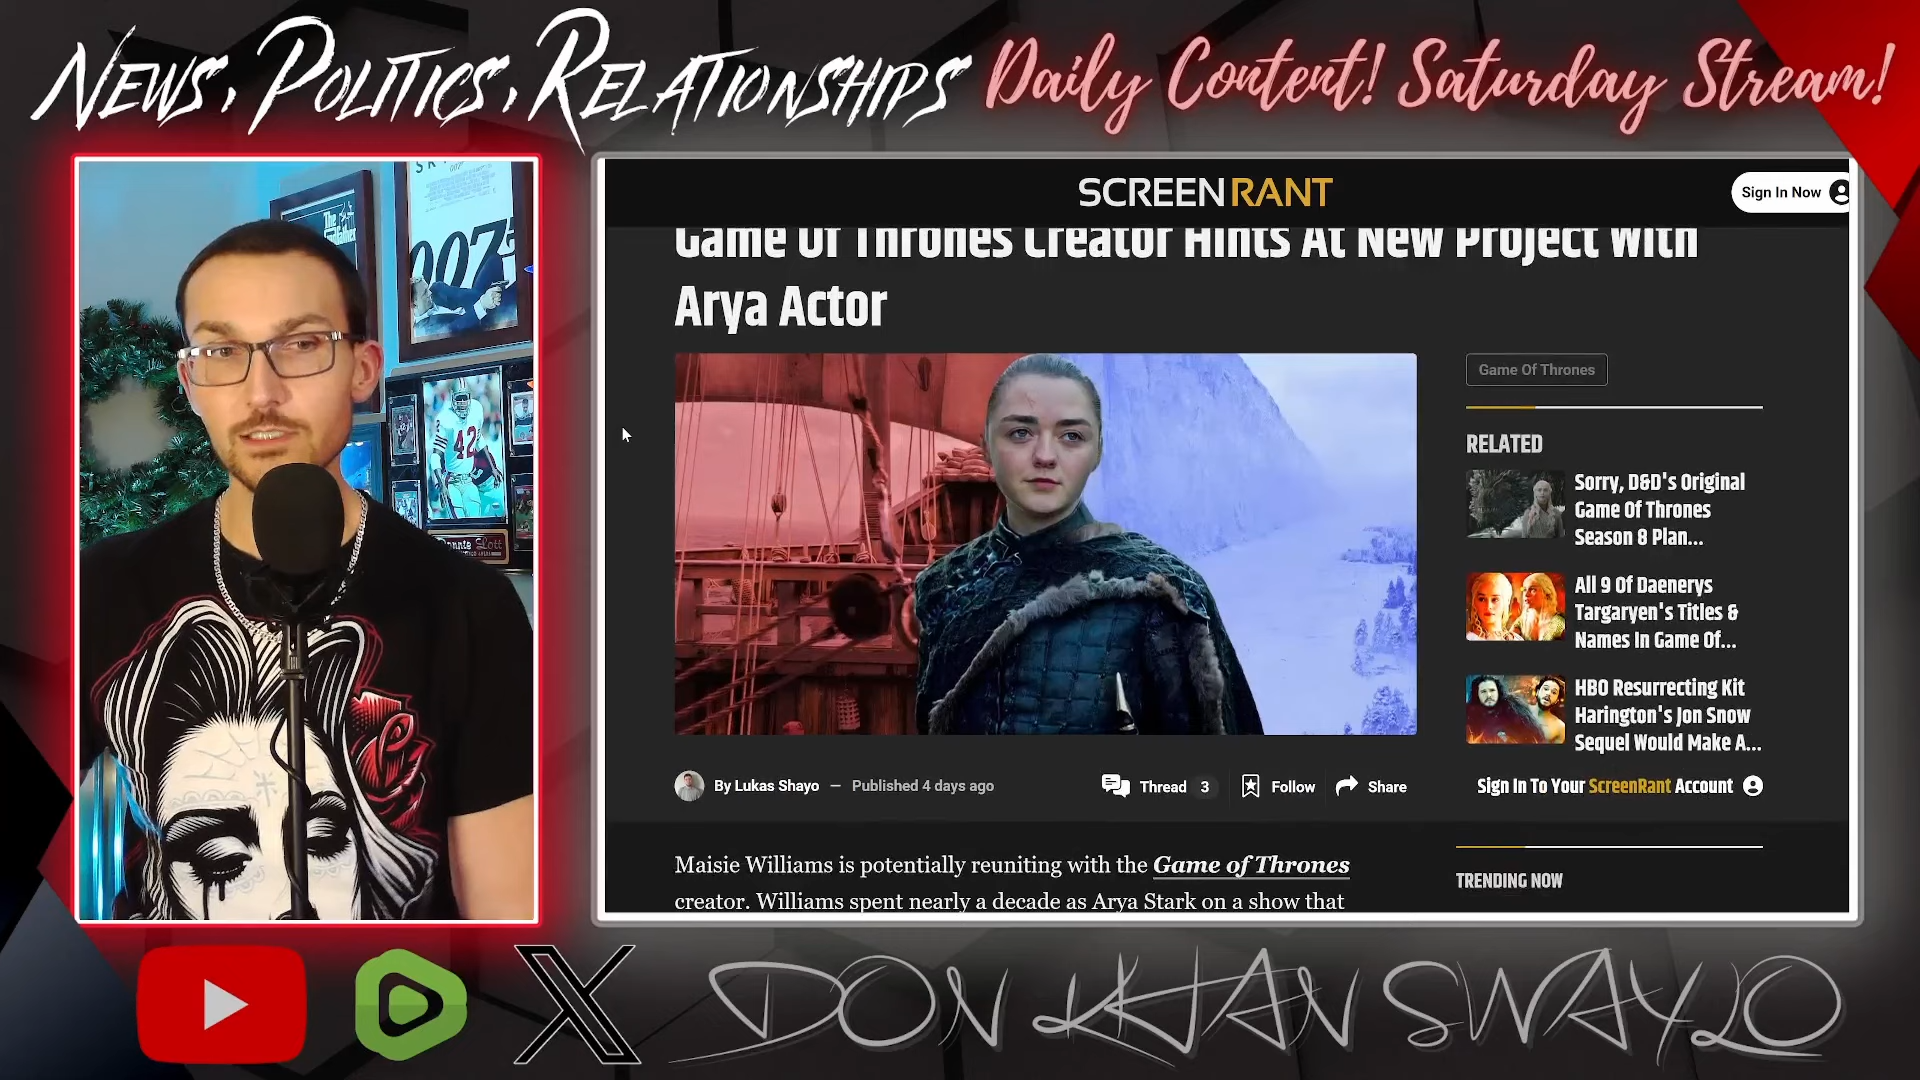 NEWS, POLITICS, RELATIONSHIPS
Daily Content! Saturday Stream!
The
Godfather
007
42
Ronnie Lott
SCREENRANT
Sign In Now
Game Of Thrones Creator Hints At New Project With
Arya Actor
Game Of Thrones
RELATED
Sorry, D&D's Original
Game Of Thrones
Season 8 Plan...
All 9 Of Daenerys
Targaryen's Titles &
Names In Game Of...
HBO Resurrecting Kit
Harington's Jon Snow
Sequel Would Make A...
By Lukas Shayo — Published 4 days ago
Thread 3
Follow
Share
Sign In To Your ScreenRant Account
Maisie Williams is potentially reuniting with the Game of Thrones
creator. Williams spent nearly a decade as Arya Stark on a show that
TRENDING NOW
X
DON KHAN SWAYLO